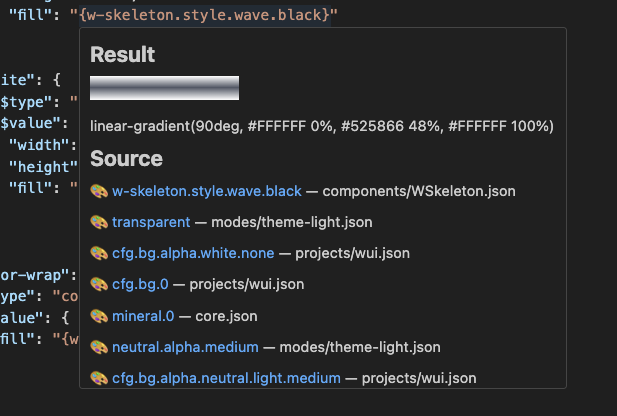 "fill": "{w-skeleton.style.wave.black}"
Result
linear-gradient(90deg, #FFFFFF 0%, #525866 48%, #FFFFFF 100%)
Source
w-skeleton.style.wave.black — components/WSkeleton.json
transparent — modes/theme-light.json
cfg.bg.alpha.white.none — projects/wui.json
cfg.bg.0 — projects/wui.json
mineral.0 — core.json
neutral.alpha.medium — modes/theme-light.json
cfg.bg.alpha.neutral.light.medium — projects/wui.json
ite": {
$type": "
$value":
"width":
"height"
"fill": "
or-wrap":
ype": "co
alue": {
fill": "{w